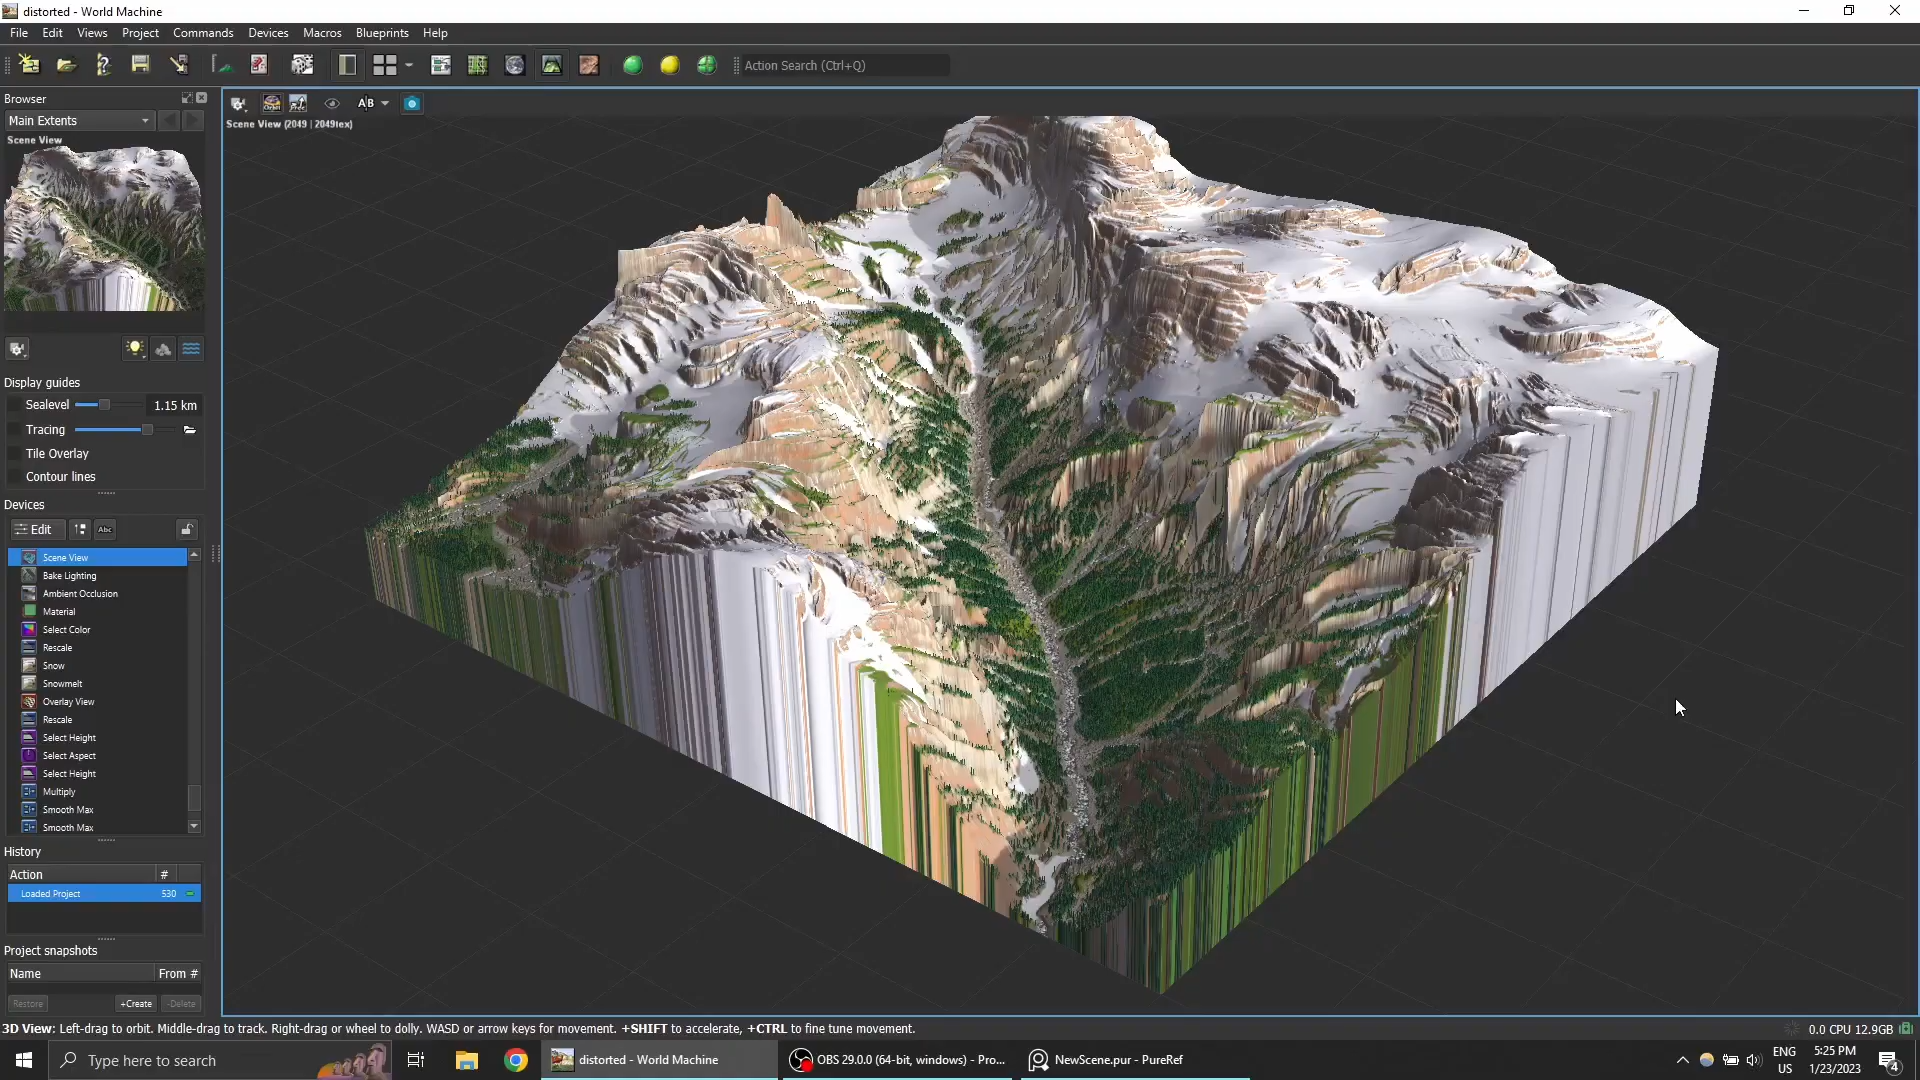 distorted - World Machine
File Edit Views Project Commands Devices Macros Blueprints Help
Action Search (Ctrl+Q)
Browser
Main Extents
Scene View
AB
Scene View (2049 | 2049tex)
Display guides
Sealevel 1.15 km
Tracing
Tile Overlay
Contour lines
Devices
Edit Abc
Scene View
Bake Lighting
Ambient Occlusion
Material
Select Color
Rescale
Snow
Snowmelt
Overlay View
Rescale
Select Height
Select Aspect
Select Height
Multiply
Smooth Max
Smooth Max
History
Action #
Loaded Project 530
Project snapshots
Name From #
Restore +Create -Delete
3D View: Left-drag to orbit. Middle-drag to track. Right-drag or wheel to dolly. WASD or arrow keys for movement. +SHIFT to accelerate, +CTRL to fine tune movement.
0.0 CPU 12.9GB
Type here to search
distorted - World Machine
OBS 29.0.0 (64-bit, windows) - Pro...
NewScene.pur - PureRef
ENG
US
5:25 PM
1/23/2023
4